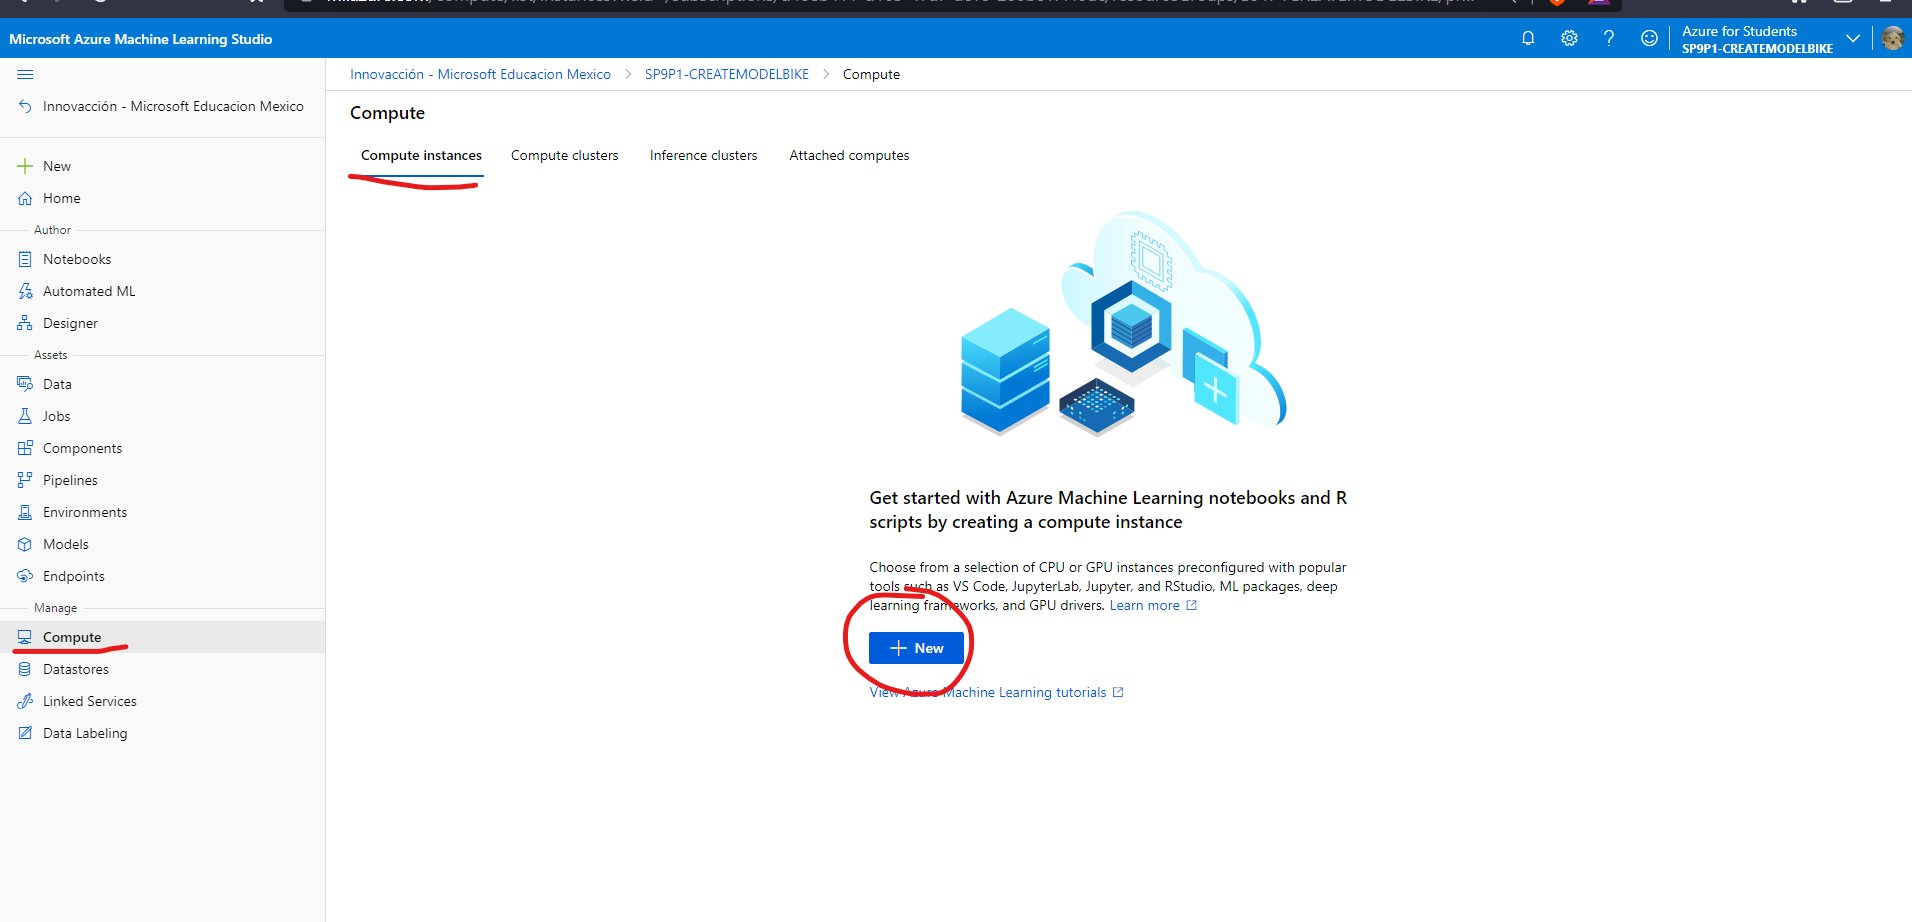 Microsoft Azure Machine Learning Studio
Azure for Students
SP9P1-CREATEMODELBIKE
Innovacción - Microsoft Educacion Mexico
New
Home
Author
Notebooks
Automated ML
Designer
Assets
Data
Jobs
Components
Pipelines
Environments
Models
Endpoints
Manage
Compute
Datastores
Linked Services
Data Labeling
Innovacción - Microsoft Educacion Mexico > SP9P1-CREATEMODELBIKE > Compute
Compute
Compute instances Compute clusters Inference clusters Attached computes
Get started with Azure Machine Learning notebooks and R
scripts by creating a compute instance
Choose from a selection of CPU or GPU instances preconfigured with popular
tools such as VS Code, JupyterLab, Jupyter, and RStudio, ML packages, deep
learning frameworks, and GPU drivers. Learn more
New
View Azure Machine Learning tutorials